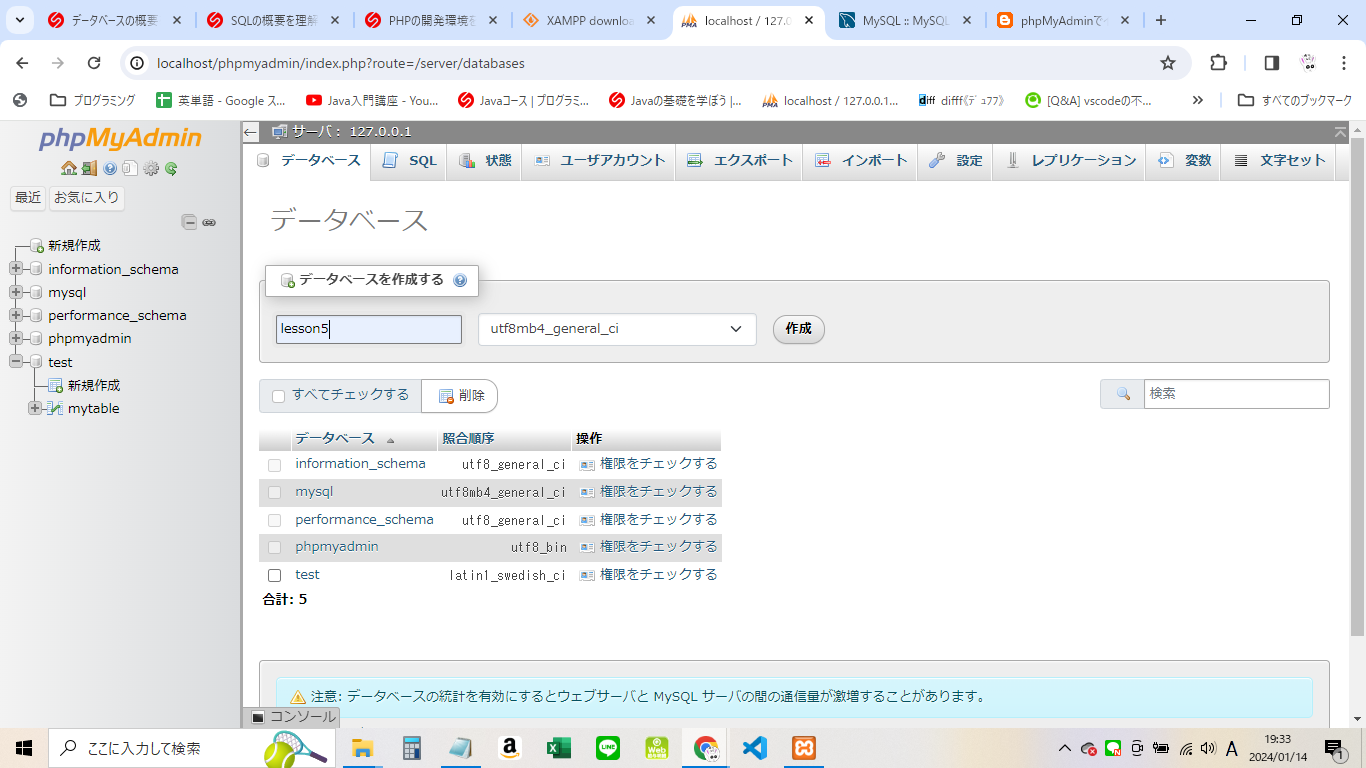 データベースの概要
SQLの概要を理解
PHPの開発環境を
XAMPP downloa
localhost / 127.0
MySQL :: MySQL
phpMyAdminで
localhost/phpmyadmin/index.php?route=/server/databases
プログラミング
英単語 - Google ス...
Java入門講座 - You...
Javaコース | プログラミ...
Javaの基礎を学ぼう |...
localhost / 127.0.0.1...
diff difff《ﾃﾞｭﾌﾌ》
[Q&A] vscodeの不...
»
すべてのブックマーク
phpMyAdmin
最近
お気に入り
新規作成
information_schema
mysql
performance_schema
phpmyadmin
test
新規作成
mytable
サーバ: 127.0.0.1
データベース
SQL
状態
ユーザアカウント
エクスポート
インポート
設定
レプリケーション
変数
文字セット
データベース
データベースを作成する
lesson5
utf8mb4_general_ci
作成
すべてチェックする
削除
検索
データベース 照合順序 操作
information_schema utf8_general_ci 権限をチェックする
mysql utf8mb4_general_ci 権限をチェックする
performance_schema utf8_general_ci 権限をチェックする
phpmyadmin utf8_bin 権限をチェックする
test latin1_swedish_ci 権限をチェックする
合計: 5
注意: データベースの統計を有効にするとウェブサーバと MySQL サーバの間の通信量が激増することがあります。
コンソール
ここに入力して検索
LINE
Web
A
19:33
2024/01/14
1